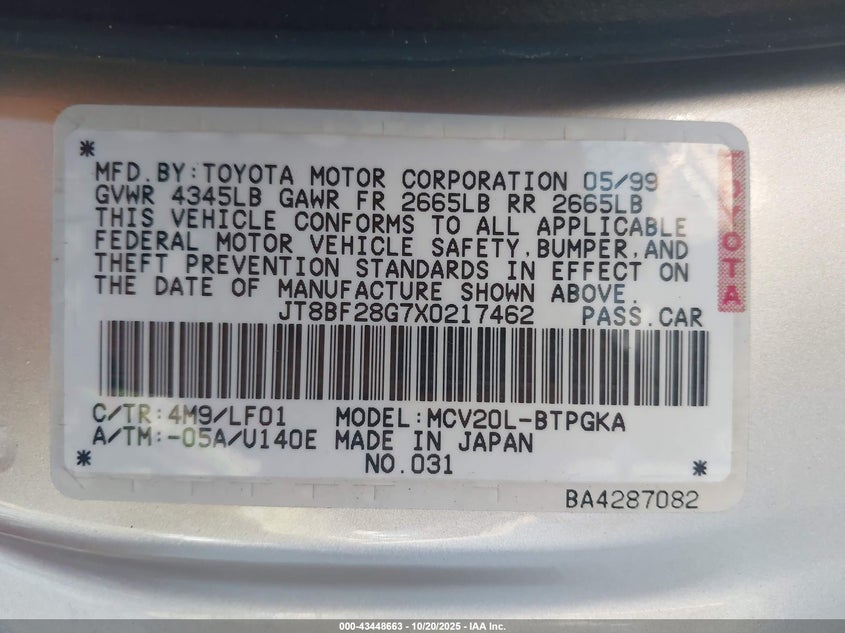 MFD.BY:TOYOTA MOTOR CORPORATION 05/99
GVWR 4345LB GAWR FR 2665LB RR 2665LB
THIS VEHICLE CONFORMS TO ALL APPLICABLE
FEDERAL MOTOR VEHICLE SAFETY,BUMPER,AND
THEFT PREVENTION STANDARDS IN EFFECT ON
THE DATE OF MANUFACTURE SHOWN ABOVE.
JT8BF28G7X0217462 PASS.CAR
C/TR:4M9/LF01 MODEL:MCV20L-BTPGKA
A/TM:-05A/U140E MADE IN JAPAN
NO.031
BA4287082
TOYOTA
000-43448663 - 10/20/2025 - IAA Inc.